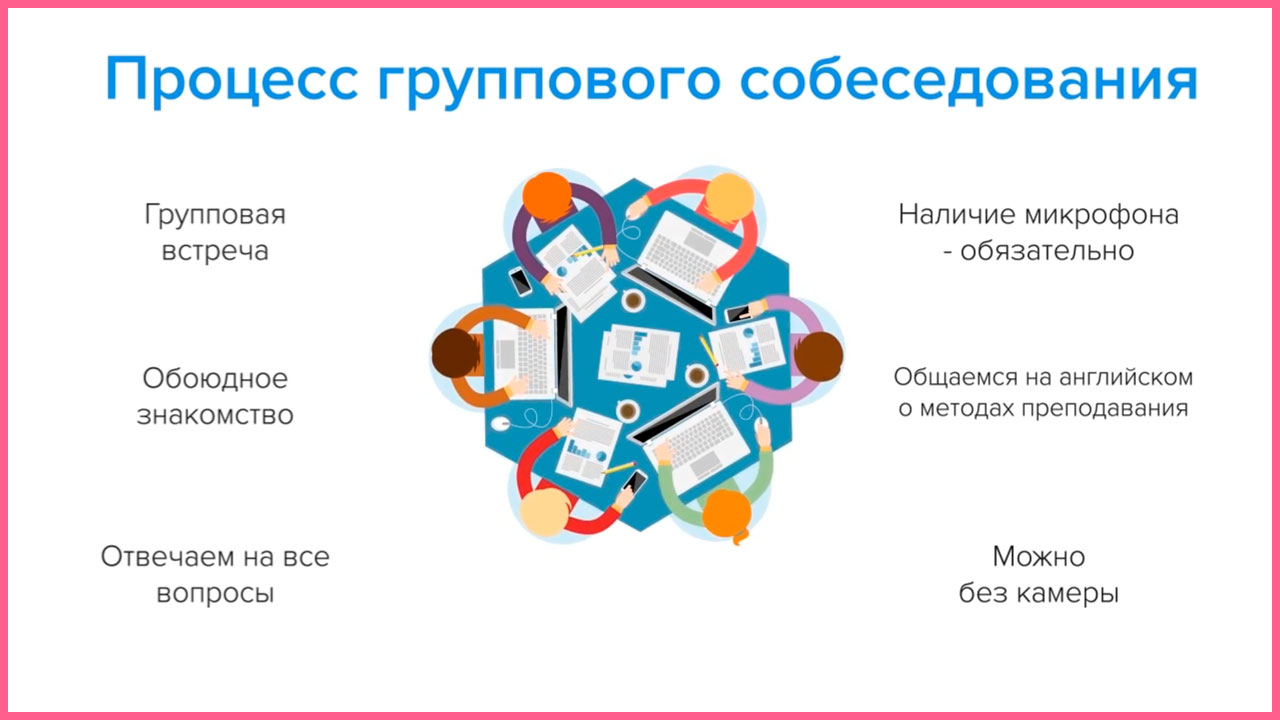 Процесс группового собеседования
Групповая
встреча
Обоюдное
знакомство
Отвечаем на все
вопросы
Наличие микрофона
- обязательно
Общаемся на английском
о методах преподавания
Можно
без камеры